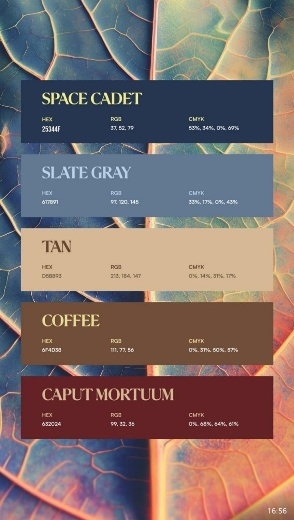 SPACE CADET
HEX RGB CMYK
25344F 37, 52, 79 53%, 34%, 0%, 69%
SLATE GRAY
HEX RGB CMYK
617891 97, 120, 145 33%, 17%, 0%, 43%
TAN
HEX RGB CMYK
D5B893 213, 184, 147 0%, 14%, 31%, 17%
COFFEE
HEX RGB CMYK
6F4D38 111, 77, 56 0%, 31%, 50%, 57%
CAPUT MORTUUM
HEX RGB CMYK
632024 99, 32, 36 0%, 68%, 64%, 61%
16:56